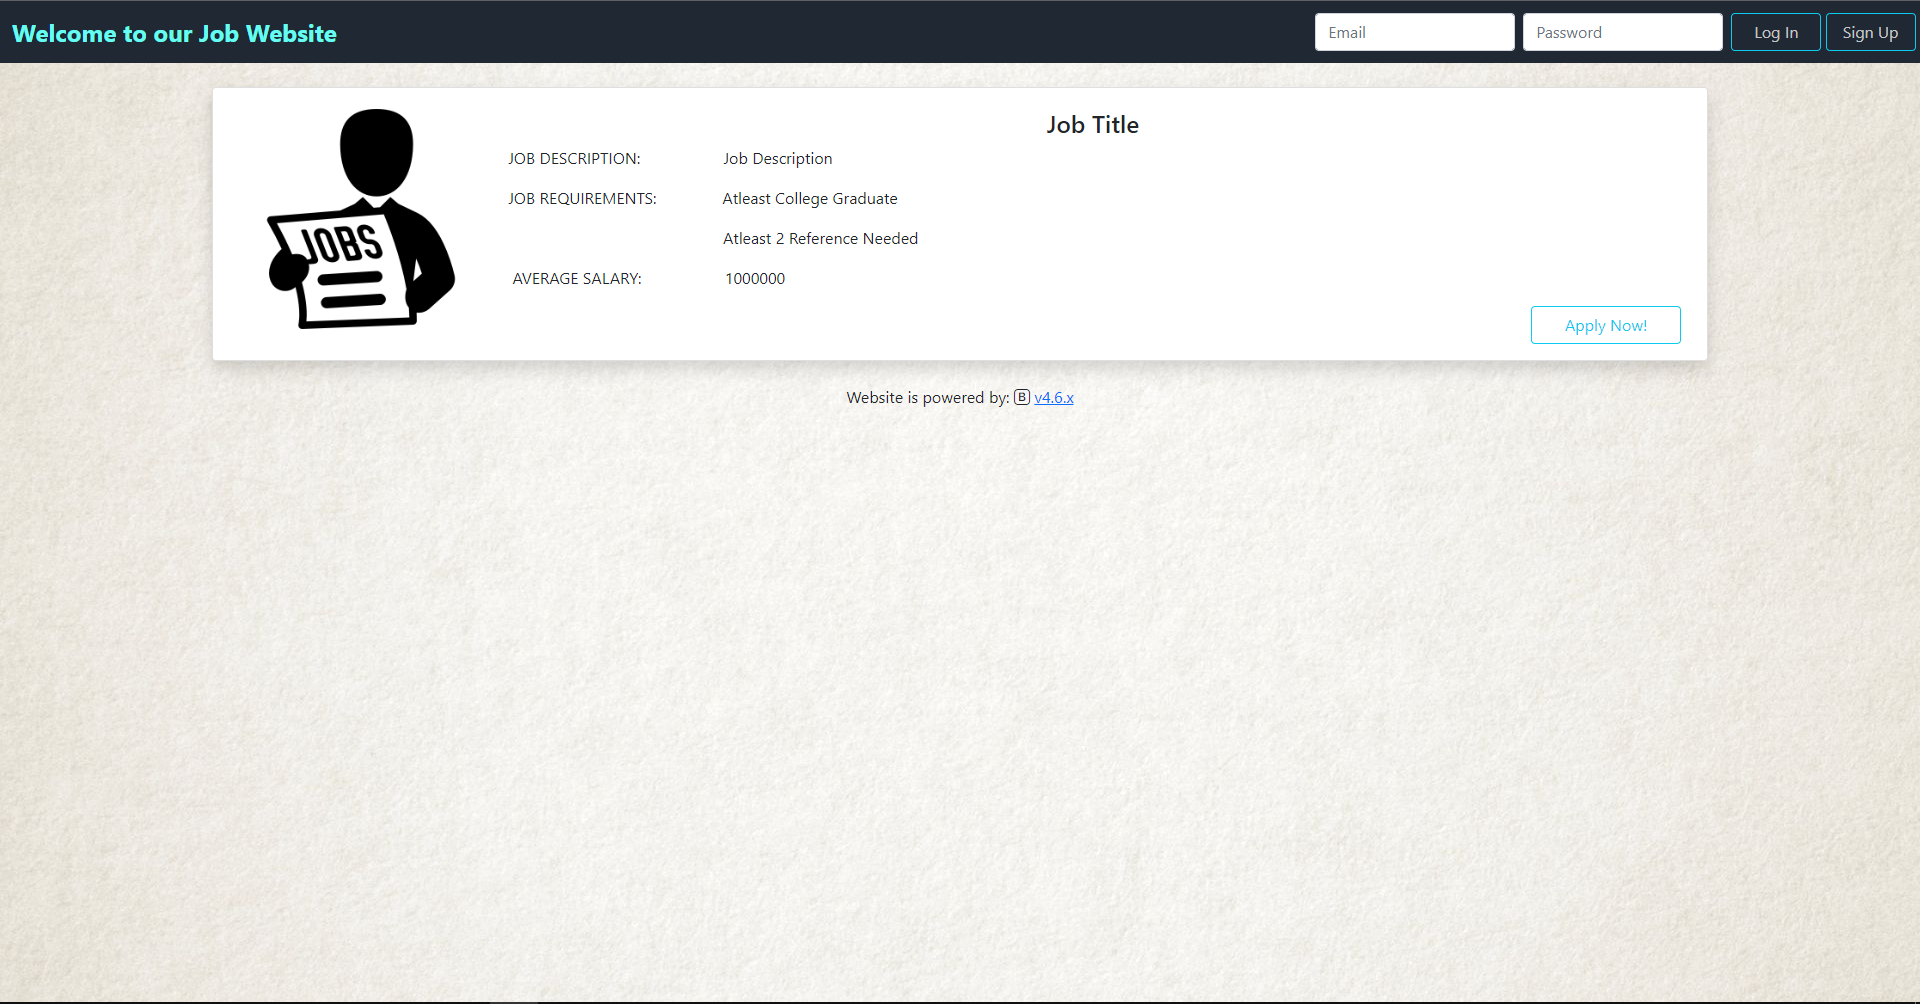 Welcome to our Job Website
Email
Password
Log In
Sign Up
JOBS
Job Title
JOB DESCRIPTION: Job Description
JOB REQUIREMENTS: Atleast College Graduate
Atleast 2 Reference Needed
AVERAGE SALARY: 1000000
Apply Now!
Website is powered by: B v4.6.x